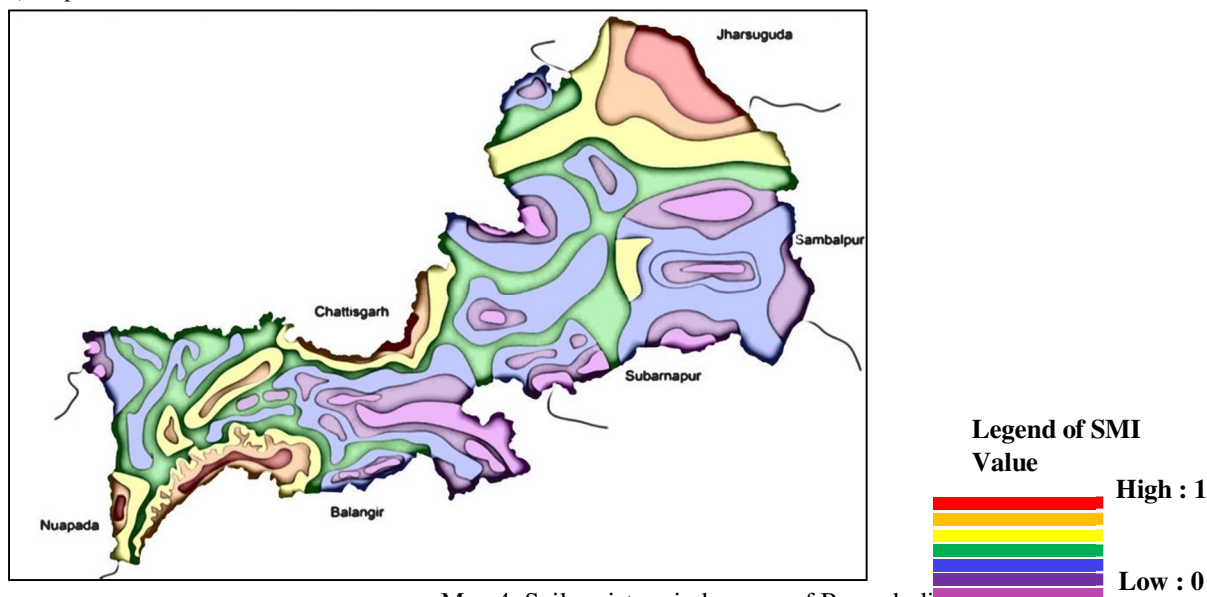 Jharsuguda
Sambalpur
Chattisgarh
Subarnapur
Balangir
Nuapada
Legend of SMI
Value
High : 1
Low : 0